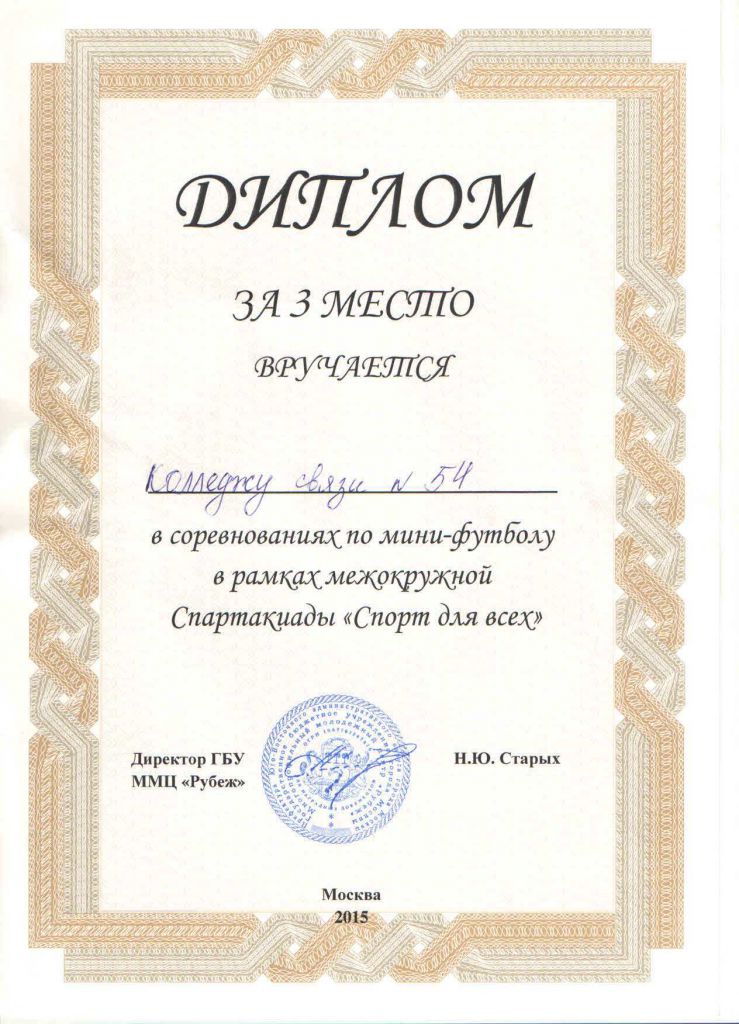 ДИПЛОМ
ЗА 3 МЕСТО
ВРУЧАЕТСЯ
Колледжу связи N 54
в соревнованиях по мини-футболу
в рамках межокружной
Спартакиады «Спорт для всех»
Директор ГБУ
ММЦ «Рубеж»
Н.Ю. Старых
Москва
2015